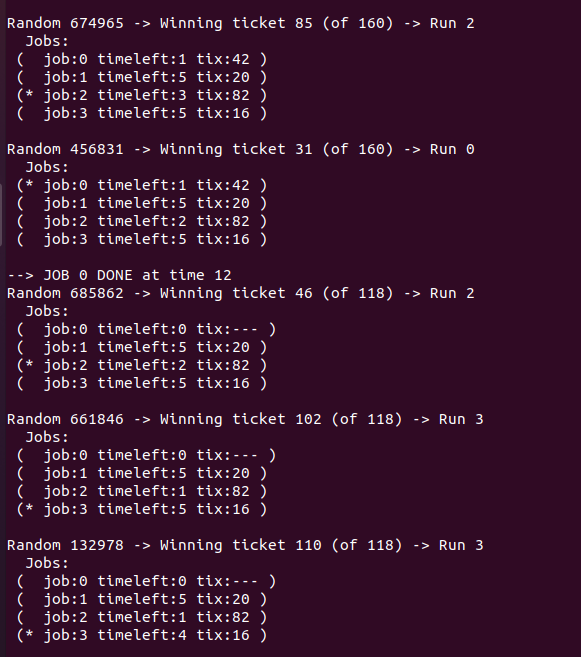 Random 674965 -> Winning ticket 85 (of 160) -> Run 2
  Jobs:
 (  job:0 timeleft:1 tix:42 )
 (  job:1 timeleft:5 tix:20 )
 (* job:2 timeleft:3 tix:82 )
 (  job:3 timeleft:5 tix:16 )

Random 456831 -> Winning ticket 31 (of 160) -> Run 0
  Jobs:
 (* job:0 timeleft:1 tix:42 )
 (  job:1 timeleft:5 tix:20 )
 (  job:2 timeleft:2 tix:82 )
 (  job:3 timeleft:5 tix:16 )

--> JOB 0 DONE at time 12
Random 685862 -> Winning ticket 46 (of 118) -> Run 2
  Jobs:
 (  job:0 timeleft:0 tix:--- )
 (  job:1 timeleft:5 tix:20 )
 (* job:2 timeleft:2 tix:82 )
 (  job:3 timeleft:5 tix:16 )

Random 661846 -> Winning ticket 102 (of 118) -> Run 3
  Jobs:
 (  job:0 timeleft:0 tix:--- )
 (  job:1 timeleft:5 tix:20 )
 (  job:2 timeleft:1 tix:82 )
 (* job:3 timeleft:5 tix:16 )

Random 132978 -> Winning ticket 110 (of 118) -> Run 3
  Jobs:
 (  job:0 timeleft:0 tix:--- )
 (  job:1 timeleft:5 tix:20 )
 (  job:2 timeleft:1 tix:82 )
 (* job:3 timeleft:4 tix:16 )